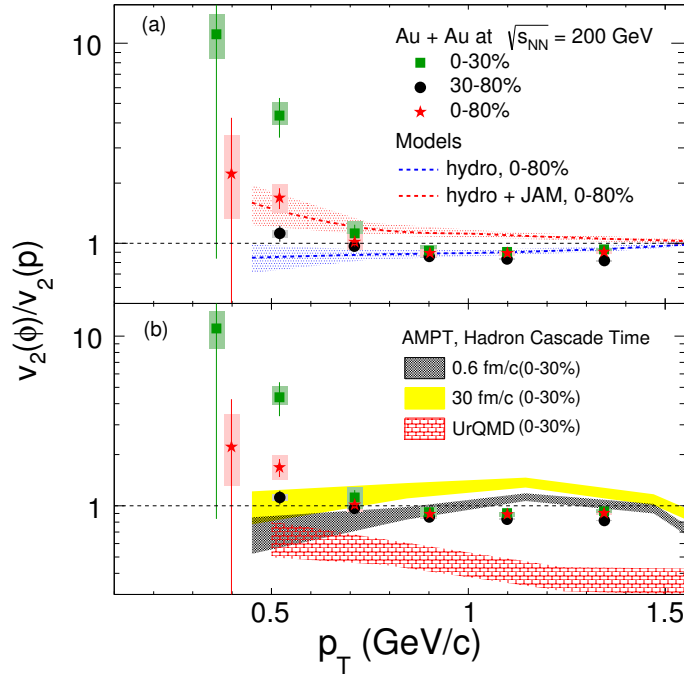 (a)
Au + Au at √s_NN = 200 GeV
0-30%
30-80%
0-80%
Models
hydro, 0-80%
hydro + JAM, 0-80%
10
1
v₂(ϕ)/v₂(p)
(b)
AMPT, Hadron Cascade Time
0.6 fm/c(0-30%)
30 fm/c (0-30%)
UrQMD (0-30%)
10
1
0.5
1
1.5
p_T (GeV/c)